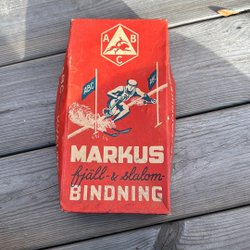 A B
C
ABC
ABC
MARKUS
fjäll- & slalom-
BINDNING